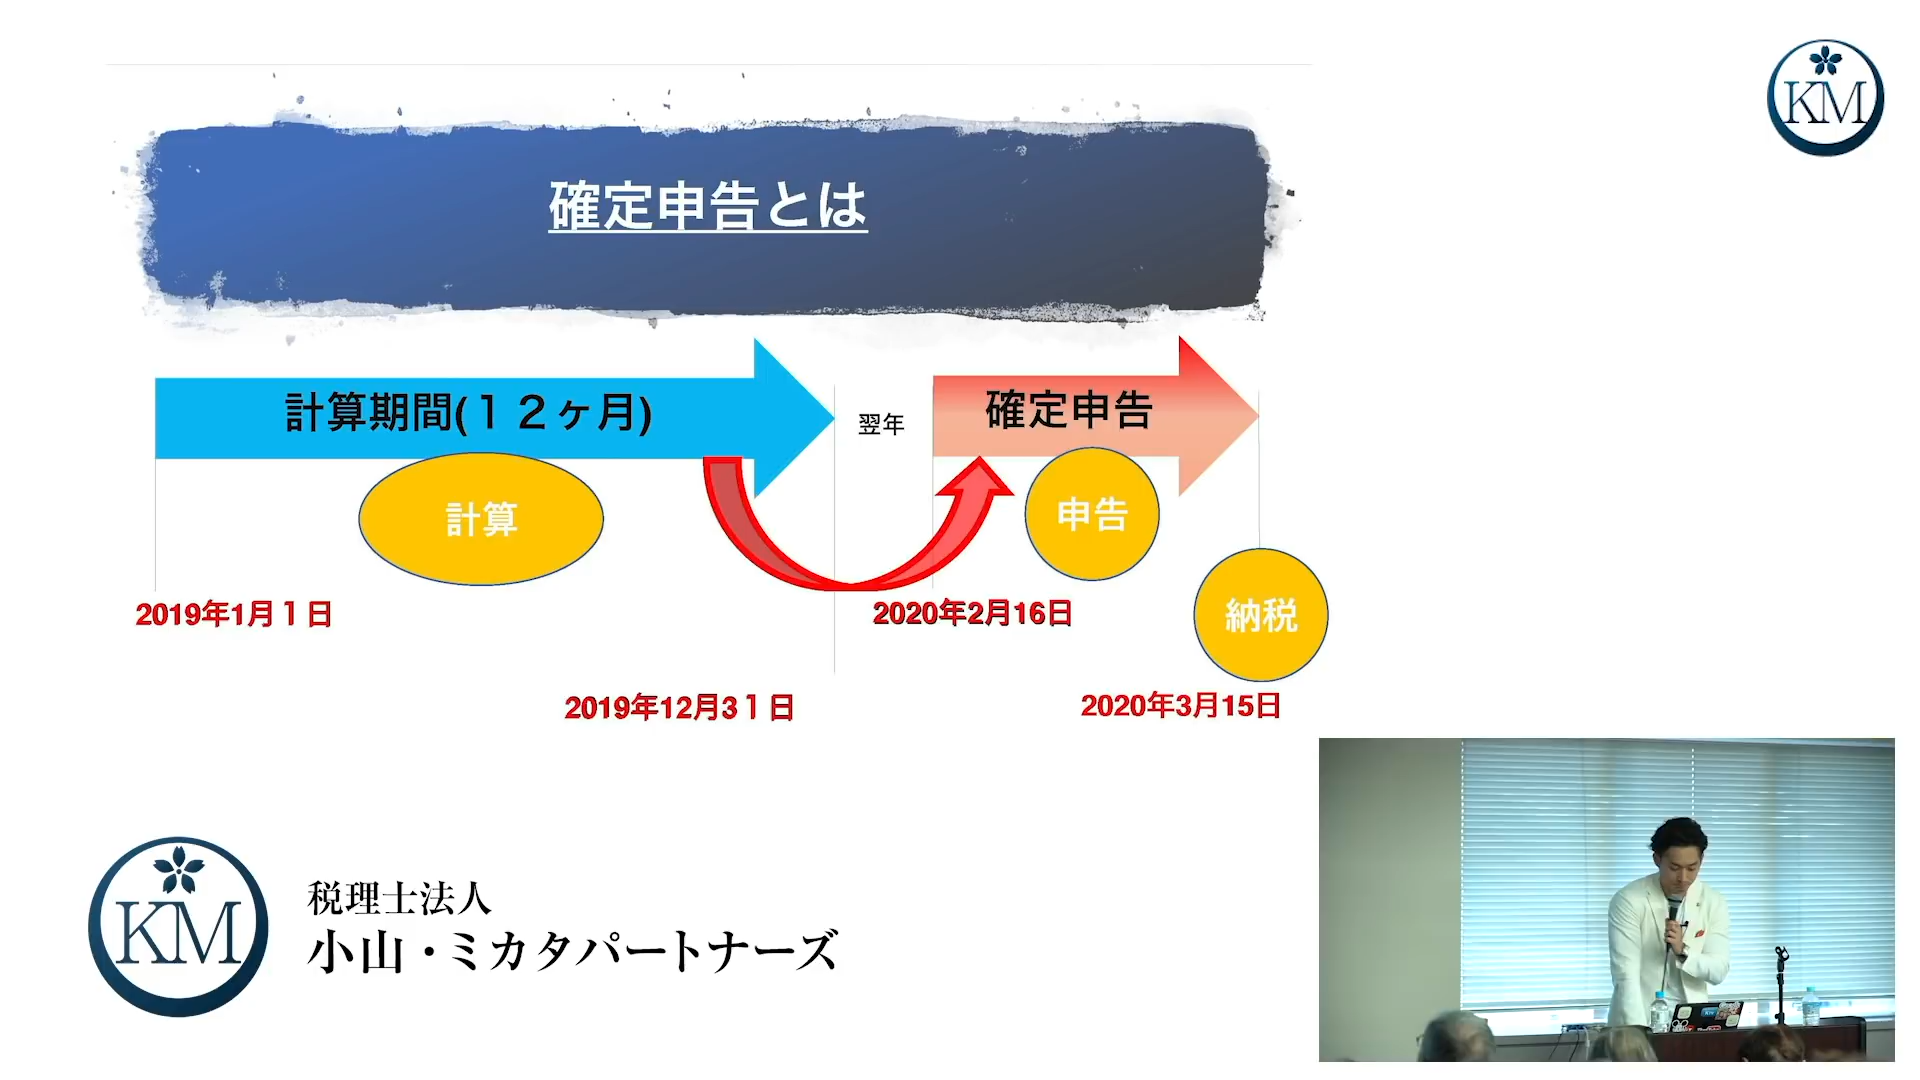 KM
確定申告とは
計算期間(１２ヶ月)
翌年
確定申告
計算
申告
納税
2019年1月１日
2020年2月16日
2019年12月3１日
2020年3月15日
KM
税理士法人
小山・ミカタパートナーズ